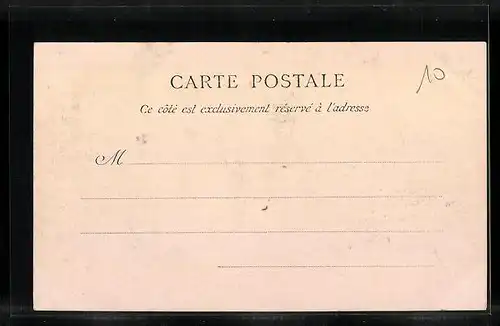 CARTE POSTALE
10
Ce côté est exclusivement réservé à l'adresse
M